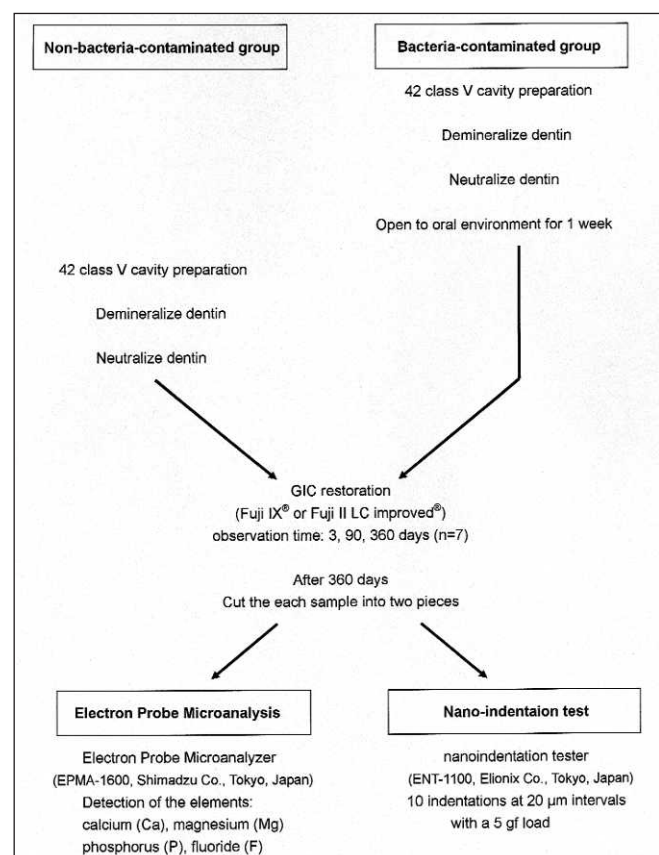 Non-bacteria-contaminated group
Bacteria-contaminated group
42 class V cavity preparation
Demineralize dentin
Neutralize dentin
Open to oral environment for 1 week
42 class V cavity preparation
Demineralize dentin
Neutralize dentin
GIC restoration
(Fuji IX® or Fuji II LC improved®)
observation time: 3, 90, 360 days (n=7)
After 360 days
Cut the each sample into two pieces
Electron Probe Microanalysis
Electron Probe Microanalyzer
(EPMA-1600, Shimadzu Co., Tokyo, Japan)
Detection of the elements:
calcium (Ca), magnesium (Mg)
phosphorus (P), fluoride (F)
Nano-indentaion test
nanoindentation tester
(ENT-1100, Elionix Co., Tokyo, Japan)
10 indentations at 20 µm intervals
with a 5 gf load